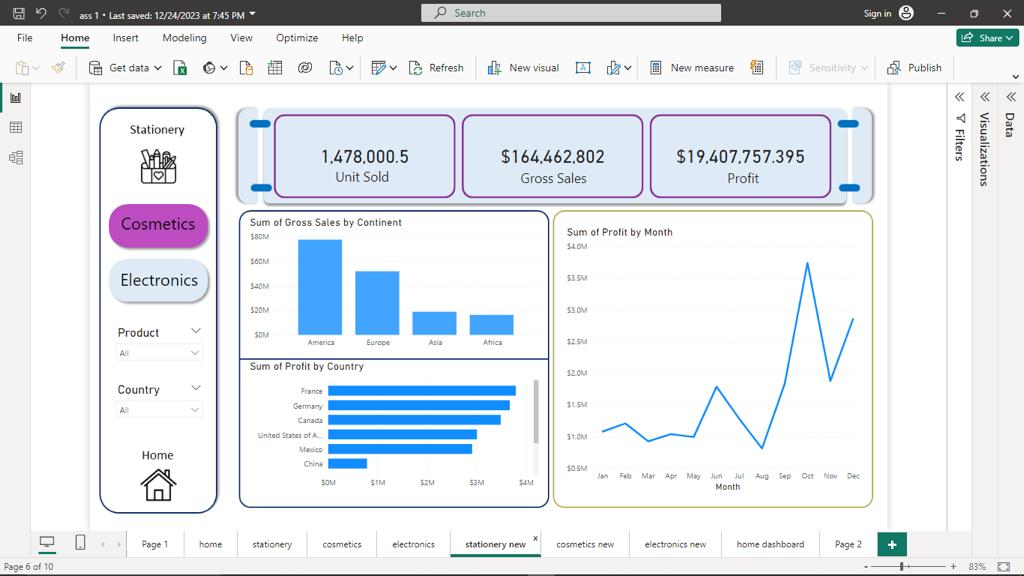 ass 1 • Last saved: 12/24/2023 at 7:45 PM
Search
Sign in
File Home Insert Modeling View Optimize Help
Share
Get data Refresh New visual New measure Sensitivity Publish
Stationery
Cosmetics
Electronics
Product
All
Country
All
Home
1,478,000.5
Unit Sold
$164,462,802
Gross Sales
$19,407,757.395
Profit
Sum of Gross Sales by Continent
$80M
$60M
$40M
$20M
$0M
America Europe Asia Africa
Sum of Profit by Country
France
Germany
Canada
United States of A...
Mexico
China
$0M $1M $2M $3M $4M
Sum of Profit by Month
$4.0M
$3.5M
$3.0M
$2.5M
$2.0M
$1.5M
$1.0M
$0.5M
Jan Feb Mar Apr May Jun Jul Aug Sep Oct Nov Dec
Month
Filters
Visualizations
Data
Page 1 home stationery cosmetics electronics stationery new x cosmetics new electronics new home dashboard Page 2 +
Page 6 of 10
- + 83%